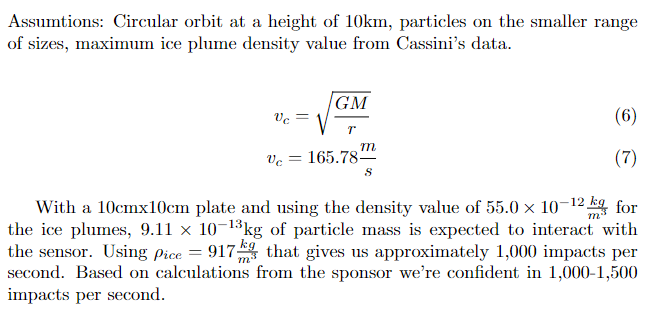 Assumtions: Circular orbit at a height of 10km, particles on the smaller range
of sizes, maximum ice plume density value from Cassini's data.
v_c = \sqrt{\frac{GM}{r}} (6)
v_c = 165.78\frac{m}{s} (7)
With a 10cmx10cm plate and using the density value of 55.0 × 10^{-12} \frac{kg}{m^3} for
the ice plumes, 9.11 × 10^{-13}kg of particle mass is expected to interact with
the sensor. Using ρ_{ice} = 917\frac{kg}{m^3} that gives us approximately 1,000 impacts per
second. Based on calculations from the sponsor we're confident in 1,000-1,500
impacts per second.